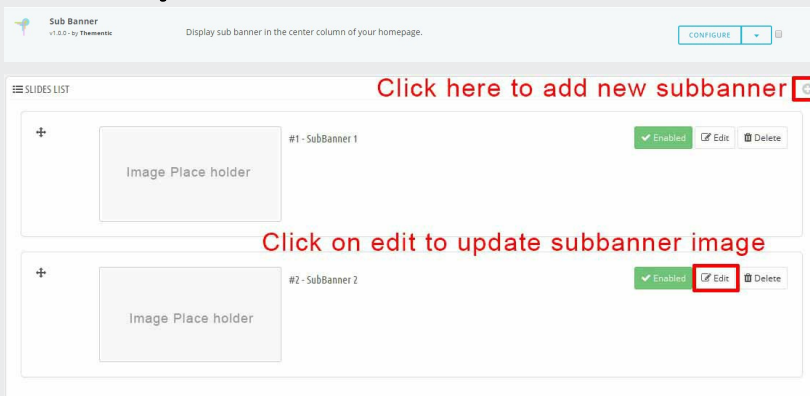 Sub Banner
v1.0.0 - by Thementic
Display sub banner in the center column of your homepage.
CONFIGURE
SLIDES LIST
Click here to add new subbanner
#1 - SubBanner 1
Enabled Edit Delete
Image Place holder
Click on edit to update subbanner image
#2 - SubBanner 2
Enabled Edit Delete
Image Place holder